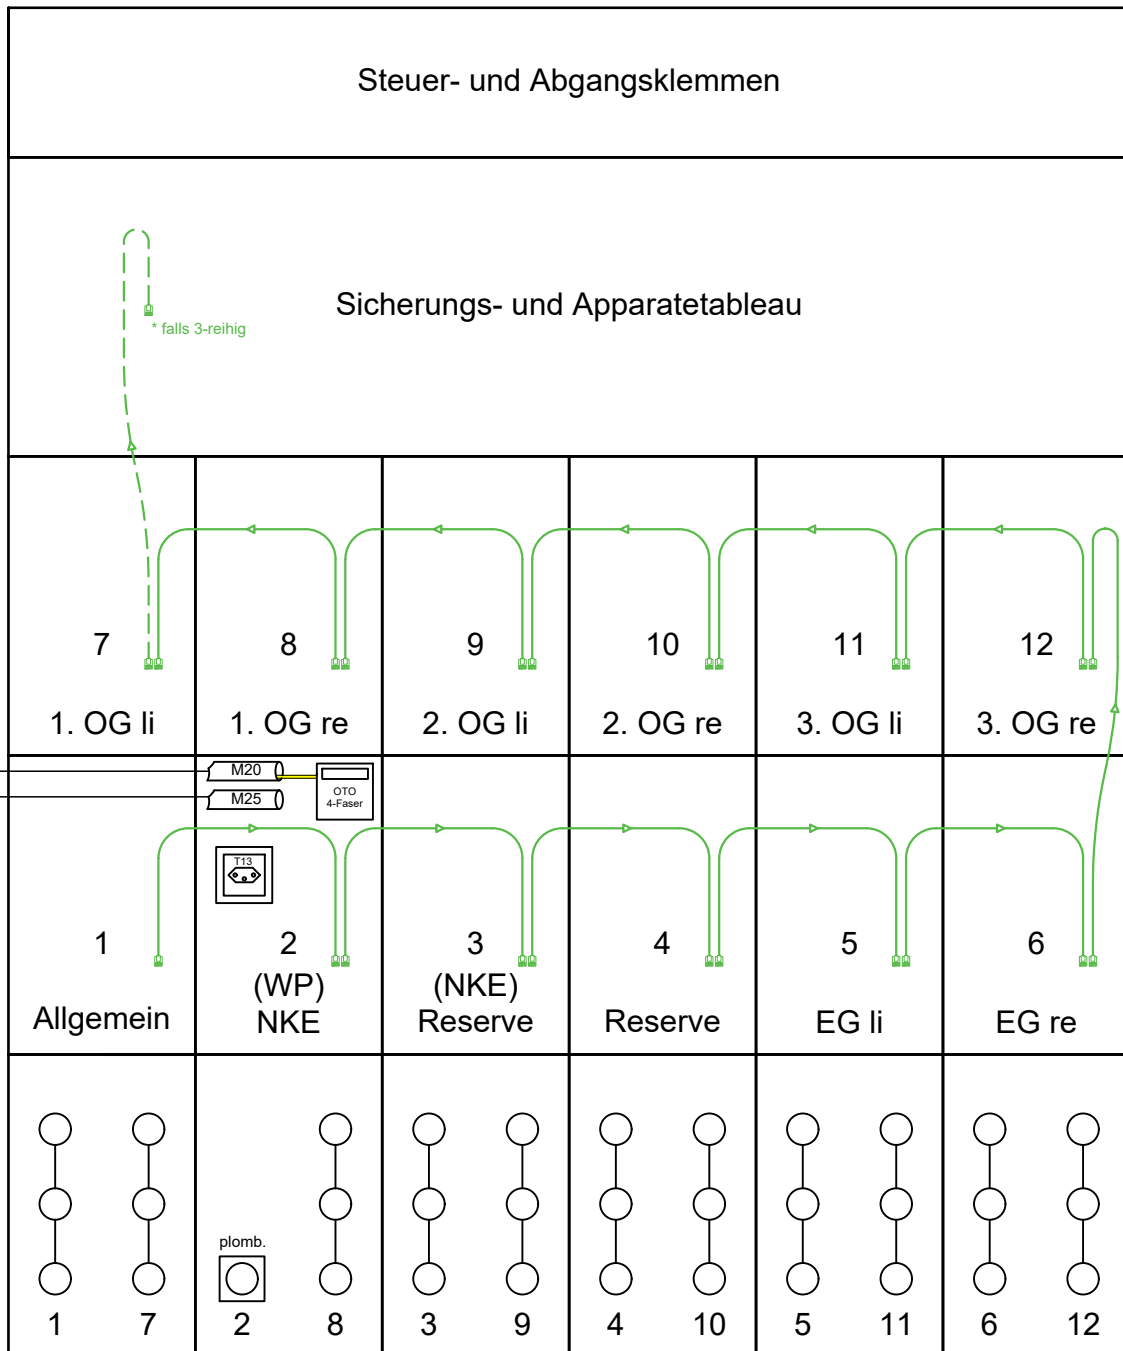 Steuer- und Abgangsklemmen
Sicherungs- und Apparatetableau
* falls 3-reihig
7 8 9 10 11 12
1. OG li 1. OG re 2. OG li 2. OG re 3. OG li 3. OG re
M20
M25
OTO
4-Faser
T13
1 2 3 4 5 6
(WP) (NKE)
Allgemein NKE Reserve Reserve EG li EG re
plomb.
1 7 2 8 3 9 4 10 5 11 6 12